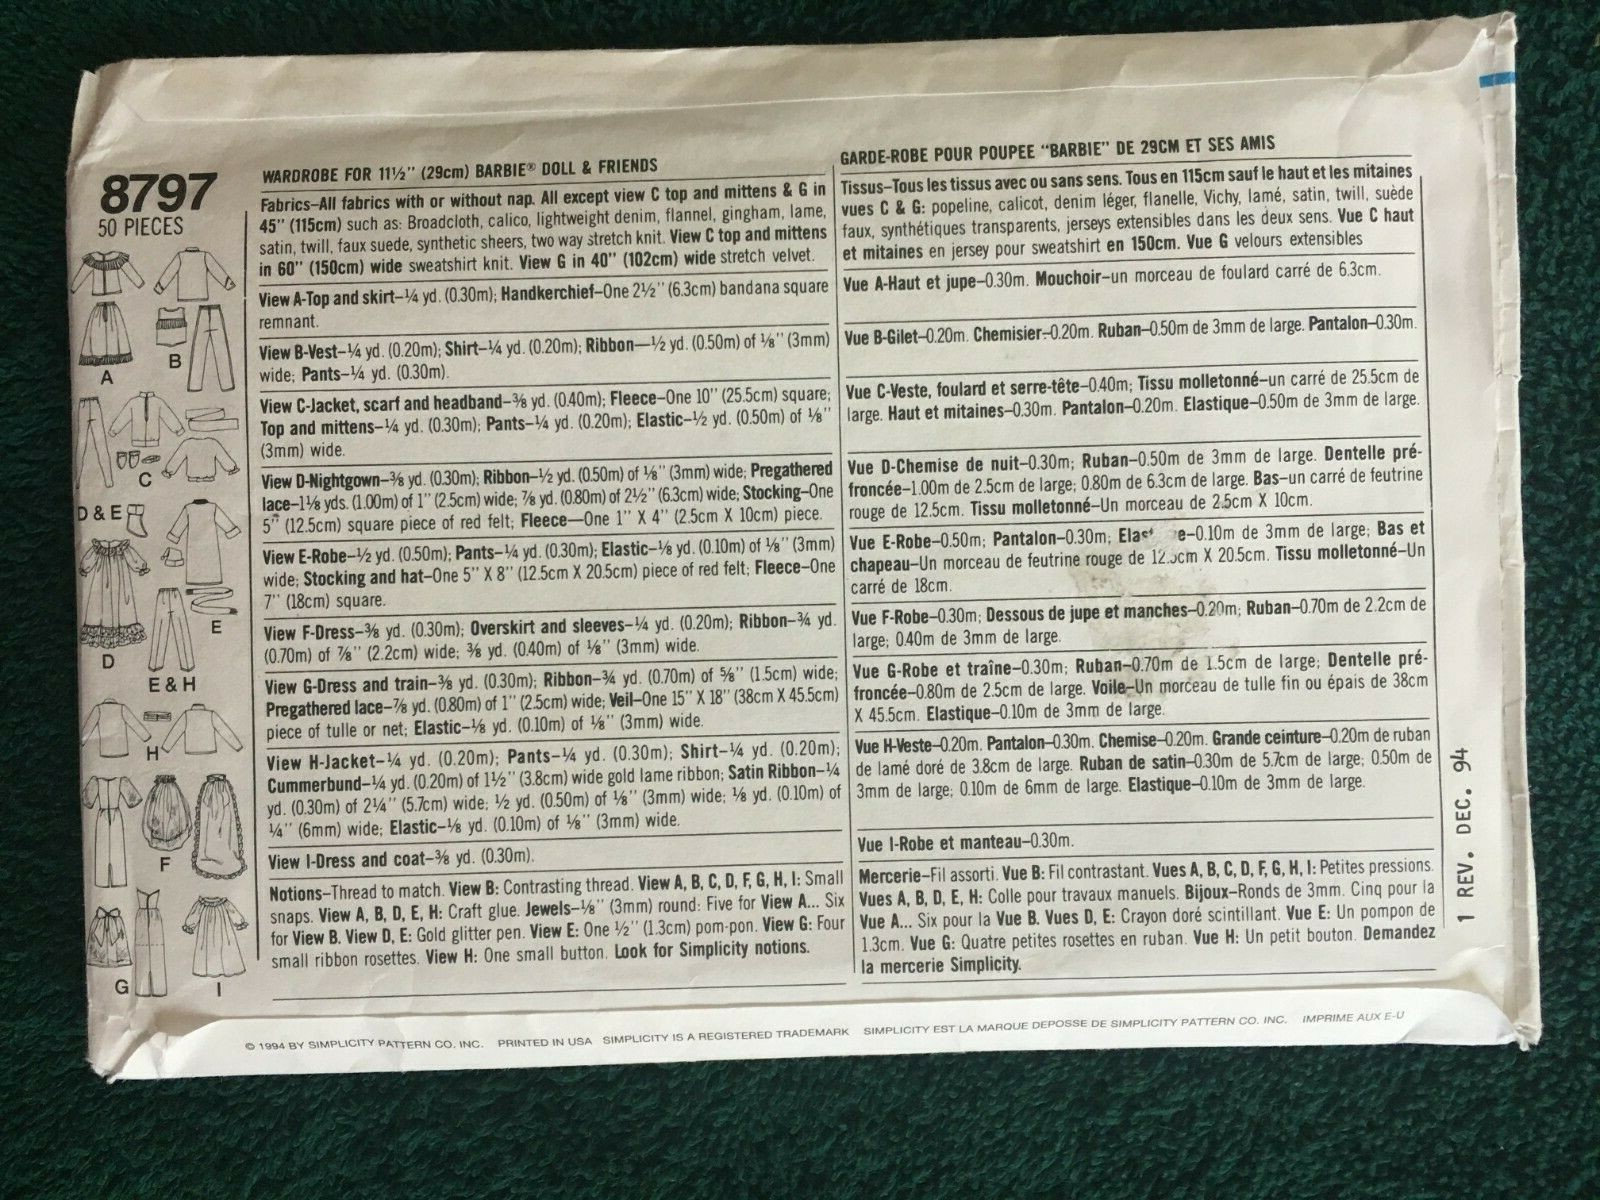 8797
50 PIECES
A
B
C
D & E
D
E
E & H
H
F
G
I
WARDROBE FOR 11½" (29cm) BARBIE® DOLL & FRIENDS
Fabrics–All fabrics with or without nap. All except view C top and mittens & G in
45" (115cm) such as: Broadcloth, calico, lightweight denim, flannel, gingham, lame,
satin, twill, faux suede, synthetic sheers, two way stretch knit. View C top and mittens
in 60" (150cm) wide sweatshirt knit. View G in 40" (102cm) wide stretch velvet.
View A-Top and skirt–¼ yd. (0.30m); Handkerchief–One 2½" (6.3cm) bandana square
remnant.
View B-Vest–¼ yd. (0.20m); Shirt–¼ yd. (0.20m); Ribbon—½ yd. (0.50m) of ⅛" (3mm)
wide; Pants–¼ yd. (0.30m).
View C-Jacket, scarf and headband–⅜ yd. (0.40m); Fleece–One 10" (25.5cm) square;
Top and mittens–¼ yd. (0.30m); Pants–¼ yd. (0.20m); Elastic–½ yd. (0.50m) of ⅛"
(3mm) wide.
View D-Nightgown–⅜ yd. (0.30m); Ribbon–½ yd. (0.50m) of ⅛" (3mm) wide; Pregathered
lace–1⅛ yds. (1.00m) of 1" (2.5cm) wide; ⅞ yd. (0.80m) of 2½" (6.3cm) wide; Stocking–One
5" (12.5cm) square piece of red felt; Fleece—One 1" X 4" (2.5cm X 10cm) piece.
View E-Robe–½ yd. (0.50m); Pants–¼ yd. (0.30m); Elastic–⅛ yd. (0.10m) of ⅛" (3mm)
wide; Stocking and hat–One 5" X 8" (12.5cm X 20.5cm) piece of red felt; Fleece–One
7" (18cm) square.
View F-Dress–⅜ yd. (0.30m); Overskirt and sleeves–¼ yd. (0.20m); Ribbon–¾ yd.
(0.70m) of ⅞" (2.2cm) wide; ⅜ yd. (0.40m) of ⅛" (3mm) wide.
View G-Dress and train–⅜ yd. (0.30m); Ribbon–¾ yd. (0.70m) of ⅝" (1.5cm) wide;
Pregathered lace–⅞ yd. (0.80m) of 1" (2.5cm) wide; Veil–One 15" X 18" (38cm X 45.5cm)
piece of tulle or net; Elastic–⅛ yd. (0.10m) of ⅛" (3mm) wide.
View H-Jacket–¼ yd. (0.20m); Pants–¼ yd. (0.30m); Shirt–¼ yd. (0.20m);
Cummerbund–¼ yd. (0.20m) of 1½" (3.8cm) wide gold lame ribbon; Satin Ribbon–¼
yd. (0.30m) of 2¼" (5.7cm) wide; ½ yd. (0.50m) of ⅛" (3mm) wide; ⅛ yd. (0.10m) of
¼" (6mm) wide; Elastic–⅛ yd. (0.10m) of ⅛" (3mm) wide.
View I-Dress and coat–⅜ yd. (0.30m).
Notions–Thread to match. View B: Contrasting thread. View A, B, C, D, F, G, H, I: Small
snaps. View A, B, D, E, H: Craft glue. Jewels–⅛" (3mm) round: Five for View A... Six
for View B. View D, E: Gold glitter pen. View E: One ½" (1.3cm) pom-pon. View G: Four
small ribbon rosettes. View H: One small button. Look for Simplicity notions.
GARDE-ROBE POUR POUPEE "BARBIE" DE 29CM ET SES AMIS
Tissus–Tous les tissus avec ou sans sens. Tous en 115cm sauf le haut et les mitaines
vues C & G: popeline, calicot, denim léger, flanelle, Vichy, lamé, satin, twill, suède
faux, synthétiques transparents, jerseys extensibles dans les deux sens. Vue C haut
et mitaines en jersey pour sweatshirt en 150cm. Vue G velours extensibles
Vue A-Haut et jupe–0.30m. Mouchoir–un morceau de foulard carré de 6.3cm.
Vue B-Gilet–0.20m. Chemisier–0.20m. Ruban–0.50m de 3mm de large. Pantalon–0.30m.
Vue C-Veste, foulard et serre-tête–0.40m; Tissu molletonné–un carré de 25.5cm de
large. Haut et mitaines–0.30m. Pantalon–0.20m. Elastique–0.50m de 3mm de large.
Vue D-Chemise de nuit–0.30m; Ruban–0.50m de 3mm de large. Dentelle pré-
froncée–1.00m de 2.5cm de large; 0.80m de 6.3cm de large. Bas–un carré de feutrine
rouge de 12.5cm. Tissu molletonné–Un morceau de 2.5cm X 10cm.
Vue E-Robe–0.50m; Pantalon–0.30m; –0.10m de 3mm de large; Bas et
chapeau–Un morceau de feutrine rouge de 12.5cm X 20.5cm. Tissu molletonné–Un
carré de 18cm.
Vue F-Robe–0.30m; Dessous de jupe et manches–0.20m; Ruban–0.70m de 2.2cm de
large; 0.40m de 3mm de large.
Vue G-Robe et traîne–0.30m; Ruban–0.70m de 1.5cm de large; Dentelle pré-
froncée–0.80m de 2.5cm de large. Voile–Un morceau de tulle fin ou épais de 38cm
X 45.5cm. Elastique–0.10m de 3mm de large.
Vue H-Veste–0.20m. Pantalon–0.30m. Chemise–0.20m. Grande ceinture–0.20m de ruban
de lamé doré de 3.8cm de large. Ruban de satin–0.30m de 5.7cm de large; 0.50m de
3mm de large; 0.10m de 6mm de large. Elastique–0.10m de 3mm de large.
Vue I-Robe et manteau–0.30m.
Mercerie–Fil assorti. Vue B: Fil contrastant. Vues A, B, C, D, F, G, H, I: Petites pressions.
Vues A, B, D, E, H: Colle pour travaux manuels. Bijoux–Ronds de 3mm. Cinq pour la
Vue A... Six pour la Vue B. Vues D, E: Crayon doré scintillant. Vue E: Un pompon de
1.3cm. Vue G: Quatre petites rosettes en ruban. Vue H: Un petit bouton. Demandez
la mercerie Simplicity.
1 REV. DEC. 94
© 1994 BY SIMPLICITY PATTERN CO. INC. PRINTED IN USA SIMPLICITY IS A REGISTERED TRADEMARK SIMPLICITY EST LA MARQUE DEPOSSE DE SIMPLICITY PATTERN CO. INC. IMPRIME AUX E-U